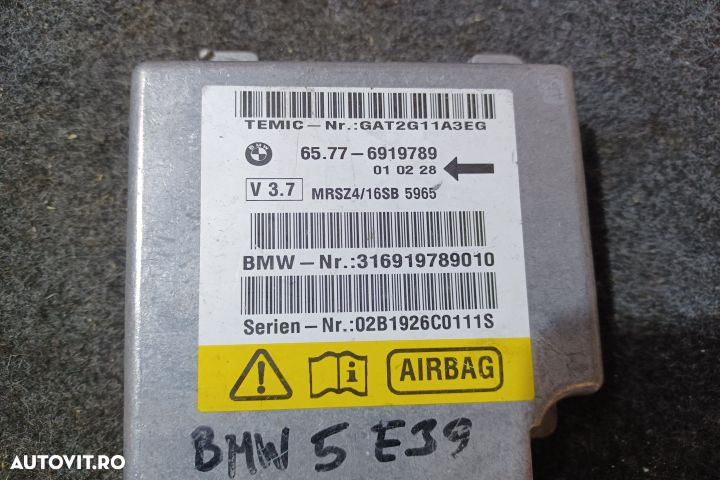 TEMIC-Nr.:GAT2G11A3EG
BMW
65.77-6919789
01 02 28
V 3.7
MRSZ4/16SB 5965
BMW-Nr.:316919789010
Serien-Nr.:02B1926C0111S
AIRBAG
BMW 5 E39
AUTOVIT.RO